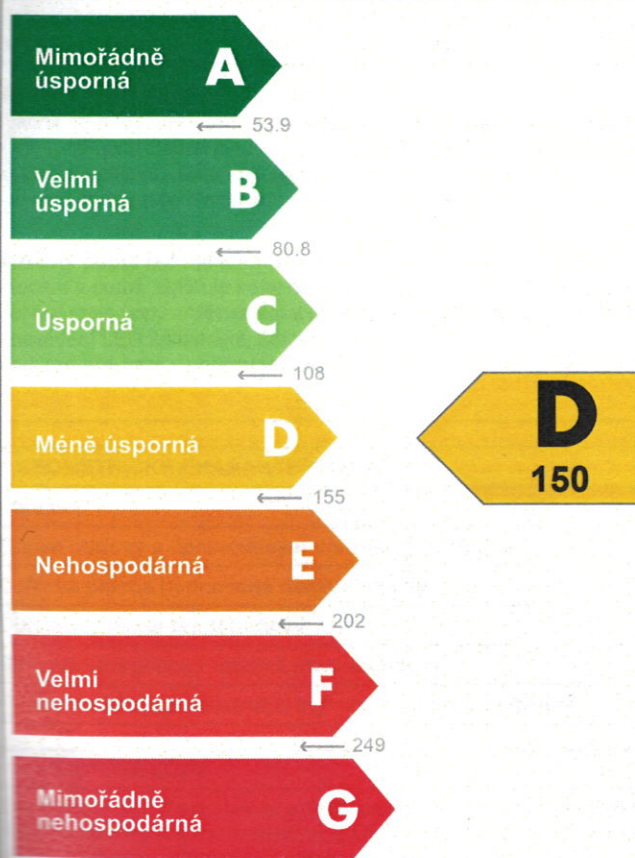 Mimořádně
úsporná
A
← 53.9
Velmi
úsporná
B
← 80.8
Úsporná
C
← 108
Méně úsporná
D
← 155
D
150
Nehospodárná
E
← 202
Velmi
nehospodárná
F
← 249
Mimořádně
nehospodárná
G